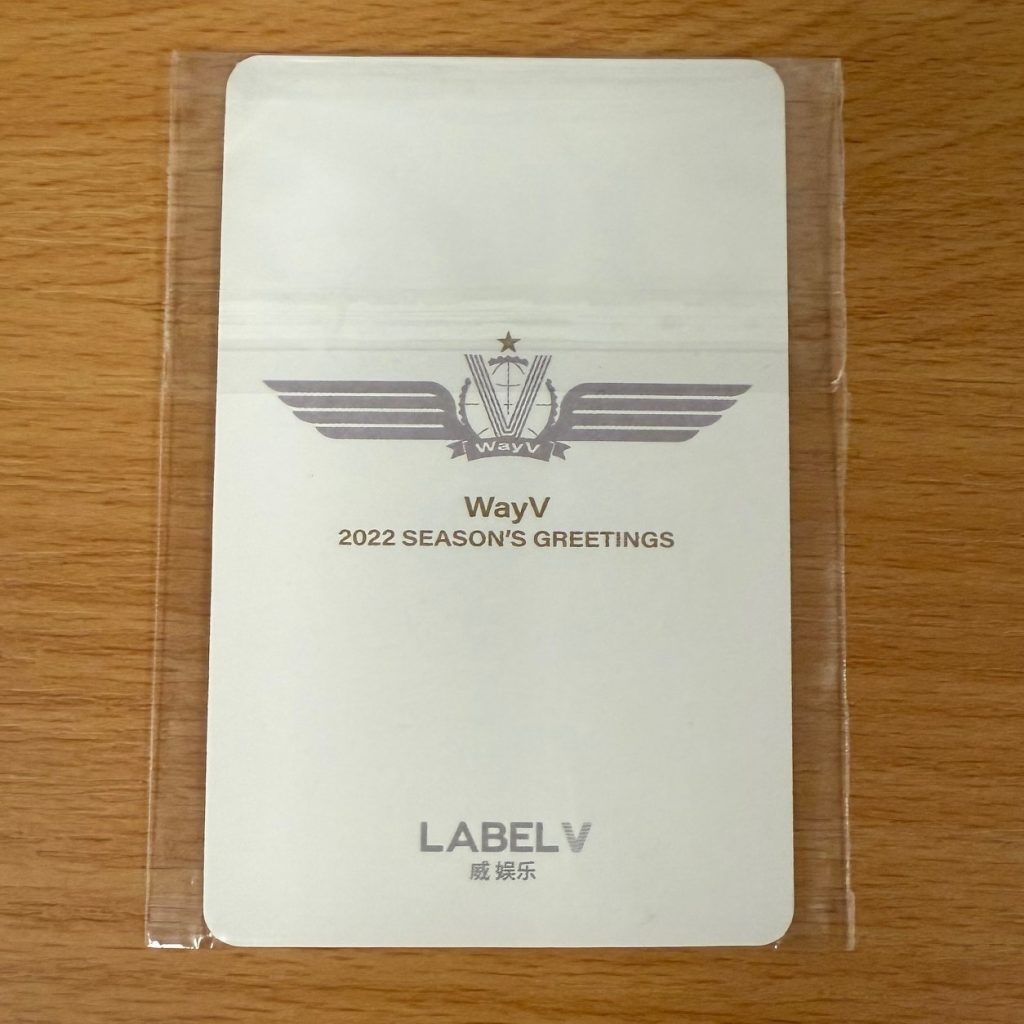 WayV
WayV
2022 SEASON'S GREETINGS
LABEL V
威 娱乐